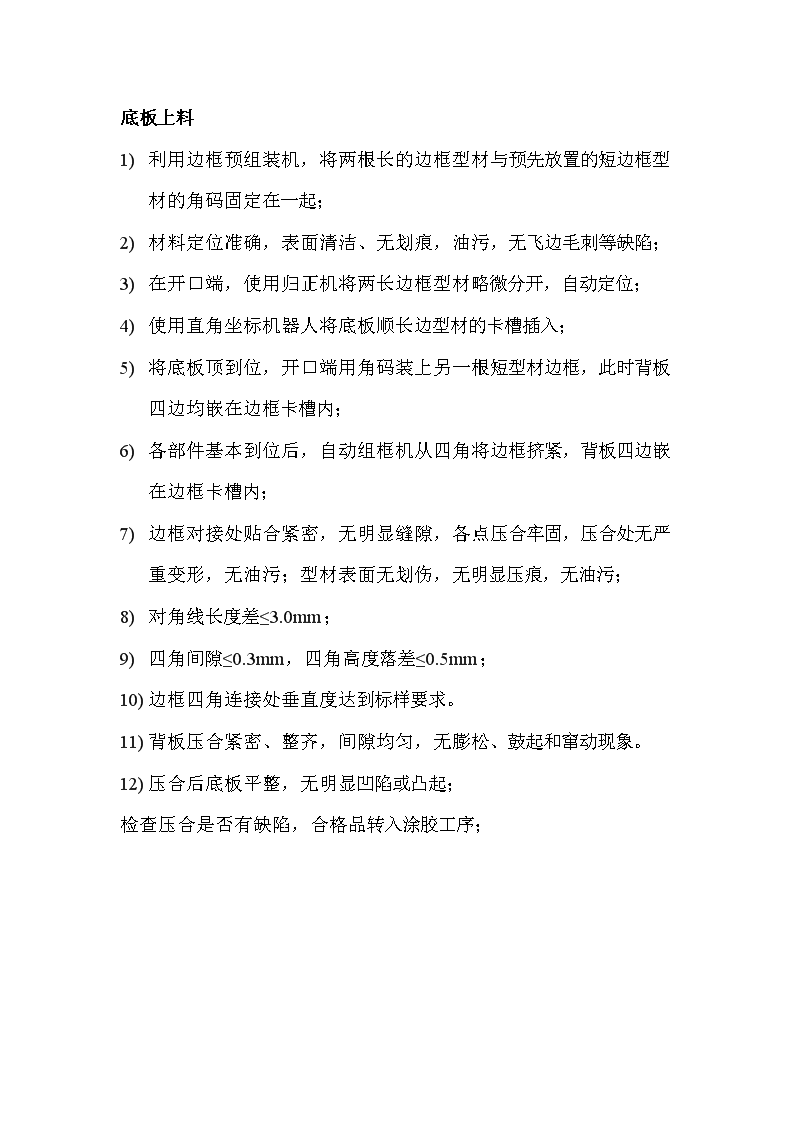 底板上料
1) 利用边框预组装机，将两根长的边框型材与预先放置的短边框型
材的角码固定在一起；
2) 材料定位准确，表面清洁、无划痕，油污，无飞边毛刺等缺陷；
3) 在开口端，使用归正机将两长边框型材略微分开，自动定位；
4) 使用直角坐标机器人将底板顺长边型材的卡槽插入；
5) 将底板顶到位，开口端用角码装上另一根短型材边框，此时背板
四边均嵌在边框卡槽内；
6) 各部件基本到位后，自动组框机从四角将边框挤紧，背板四边嵌
在边框卡槽内；
7) 边框对接处贴合紧密，无明显缝隙，各点压合牢固，压合处无严
重变形，无油污；型材表面无划伤，无明显压痕，无油污；
8) 对角线长度差≤3.0mm；
9) 四角间隙≤0.3mm，四角高度落差≤0.5mm；
10) 边框四角连接处垂直度达到标样要求。
11) 背板压合紧密、整齐，间隙均匀，无膨松、鼓起和窜动现象。
12) 压合后底板平整，无明显凹陷或凸起；
检查压合是否有缺陷，合格品转入涂胶工序；